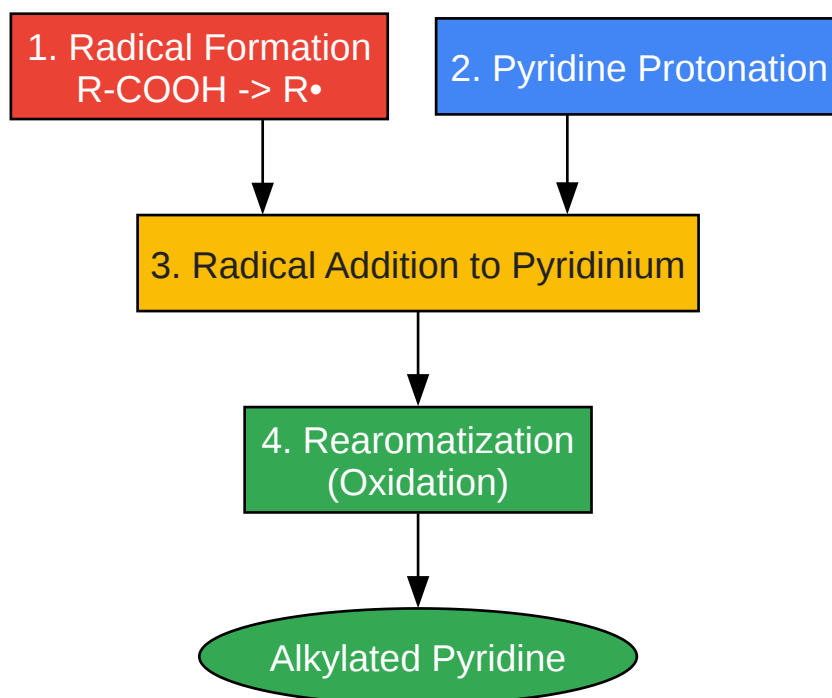 1. Radical Formation
R-COOH -> R•
2. Pyridine Protonation
3. Radical Addition to Pyridinium
4. Rearomatization
(Oxidation)
Alkylated Pyridine